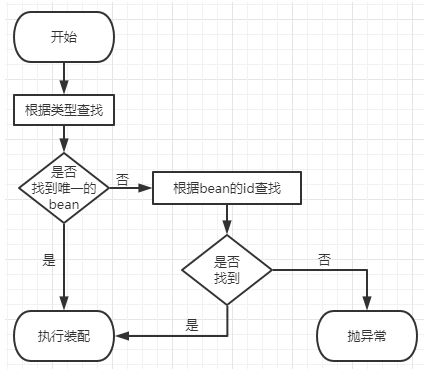 开始
根据类型查找
是否
找到唯一的
bean
否
根据bean的id查找
是
是否
找到
否
是
执行装配
抛异常